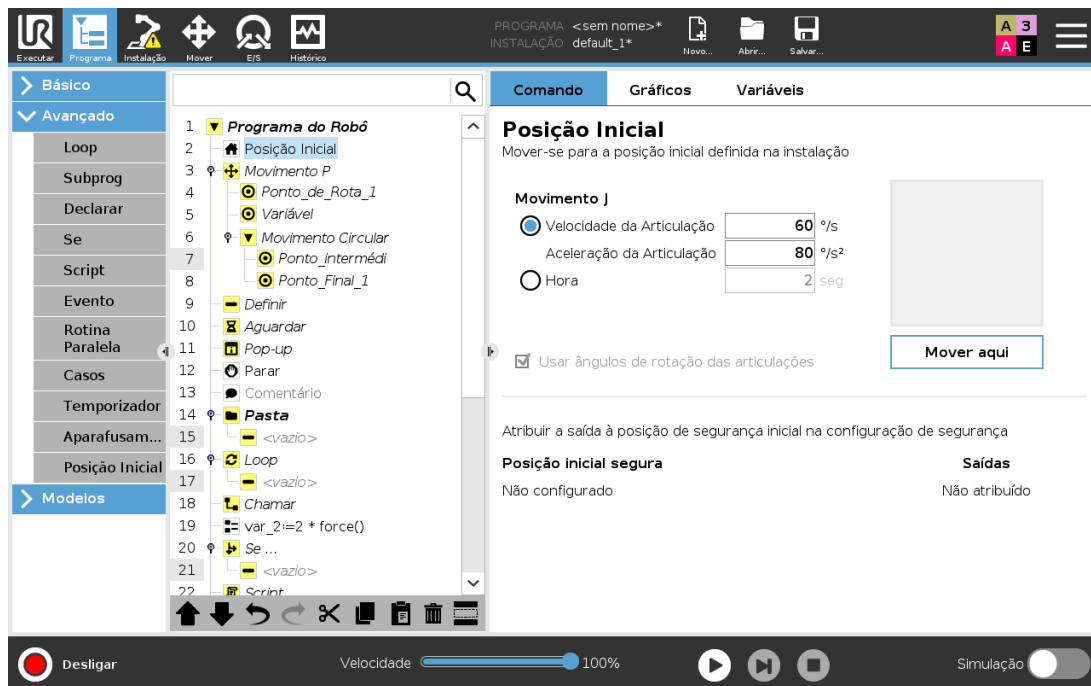 PROGRAMA <sem nome>*
INSTALAÇÃO default_1*
Executar Programa Instalação Mover E/S Histórico Novo... Abrir... Salvar...
A 3
A E
Básico
Avançado
Loop
Subprog
Declarar
Se
Script
Evento
Rotina
Paralela
Casos
Temporizador
Aparafusam...
Posição Inicial
Modelos
1 Programa do Robô
2 Posição Inicial
3 Movimento P
4 Ponto_de_Rota_1
5 Variável
6 Movimento Circular
7 Ponto_intermédi
8 Ponto_Final_1
9 Definir
10 Aguardar
11 Pop-up
12 Parar
13 Comentário
14 Pasta
15 <vazio>
16 Loop
17 <vazio>
18 Chamar
19 var_2:=2 * force()
20 Se ...
21 <vazio>
22 Script
Comando Gráficos Variáveis
Posição Inicial
Mover-se para a posição inicial definida na instalação
Movimento J
Velocidade da Articulação 60 °/s
Aceleração da Articulação 80 °/s²
Hora 2 seg
Mover aqui
Usar ângulos de rotação das articulações
Atribuir a saída à posição de segurança inicial na configuração de segurança
Posição inicial segura Saídas
Não configurado Não atribuído
Desligar Velocidade 100% Simulação